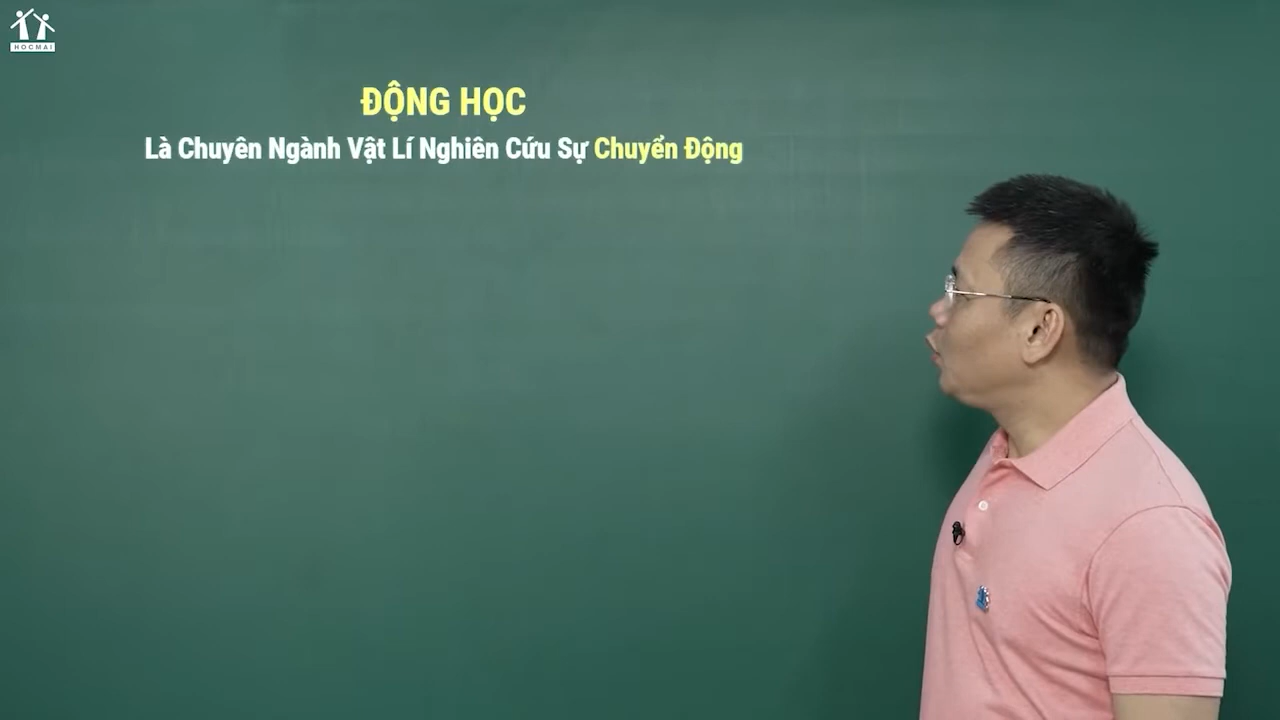 HOCMAI
ĐỘNG HỌC
Là Chuyên Ngành Vật Lí Nghiên Cứu Sự Chuyển Động